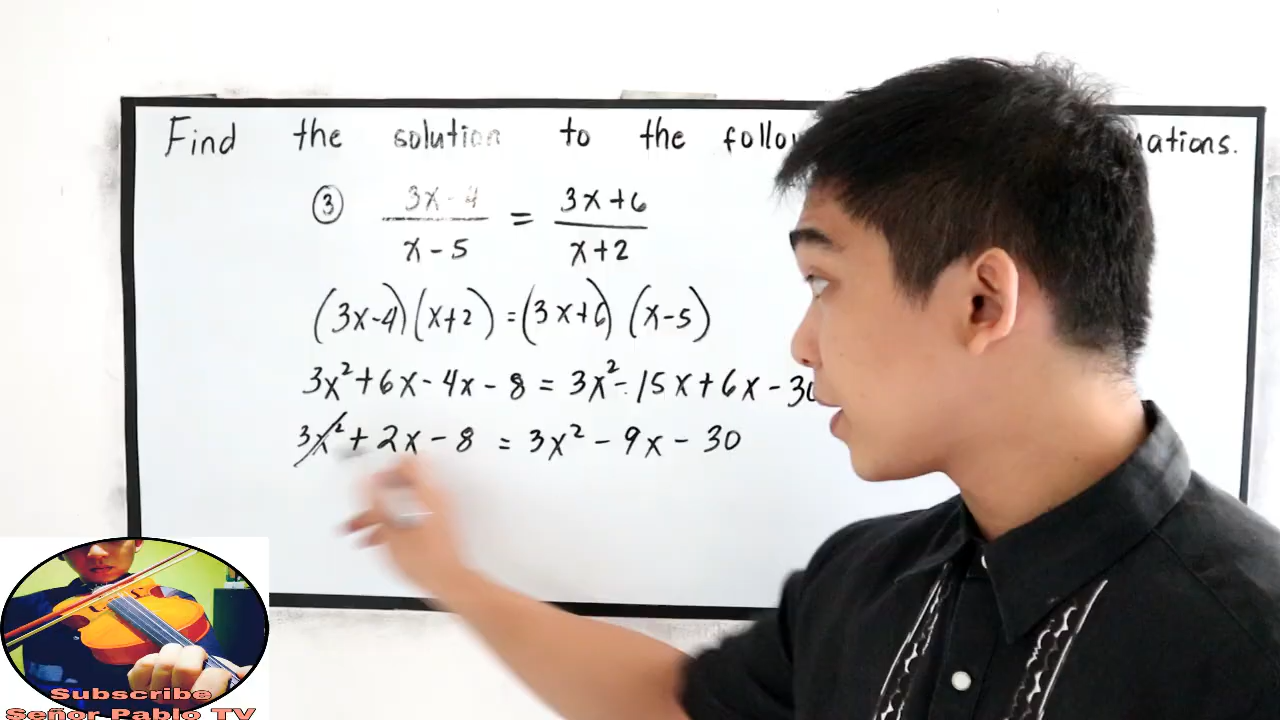 Find the solution to the follo ations.
③ 3x-4 / x-5 = 3x+6 / x+2
(3x-4)(x+2) = (3x+6)(x-5)
3x²+6x-4x-8 = 3x²-15x+6x-30
3x²+2x-8 = 3x²-9x-30
Subscribe
Señor Pablo TV